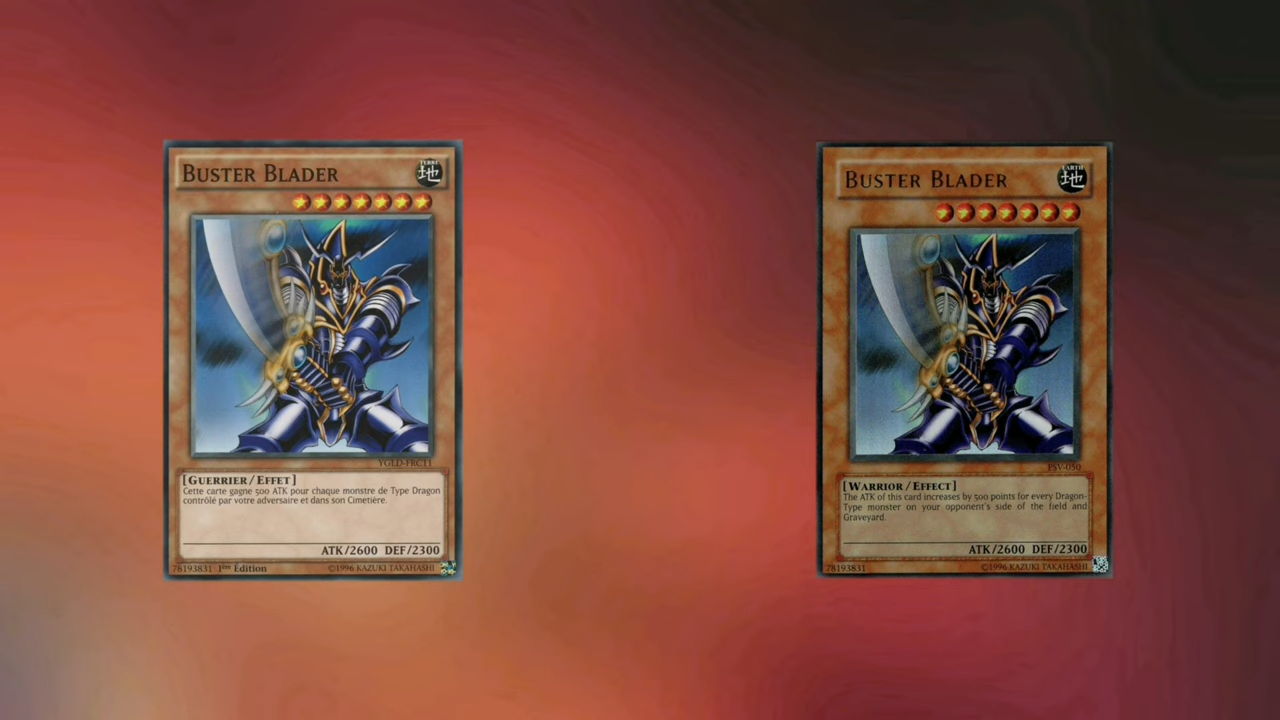 BUSTER BLADER
TERRE
地
YGLD-FRC11
[GUERRIER/EFFET]
Cette carte gagne 500 ATK pour chaque monstre de Type Dragon
contrôlé par votre adversaire et dans son Cimetière.
ATK/2600 DEF/2300
78193831 1ère Édition ©1996 KAZUKI TAKAHASHI
BUSTER BLADER
EARTH
地
PSV-050
[WARRIOR/EFFECT]
The ATK of this card increases by 500 points for every Dragon-
Type monster on your opponent's side of the field and
Graveyard.
ATK/2600 DEF/2300
78193831 ©1996 KAZUKI TAKAHASHI